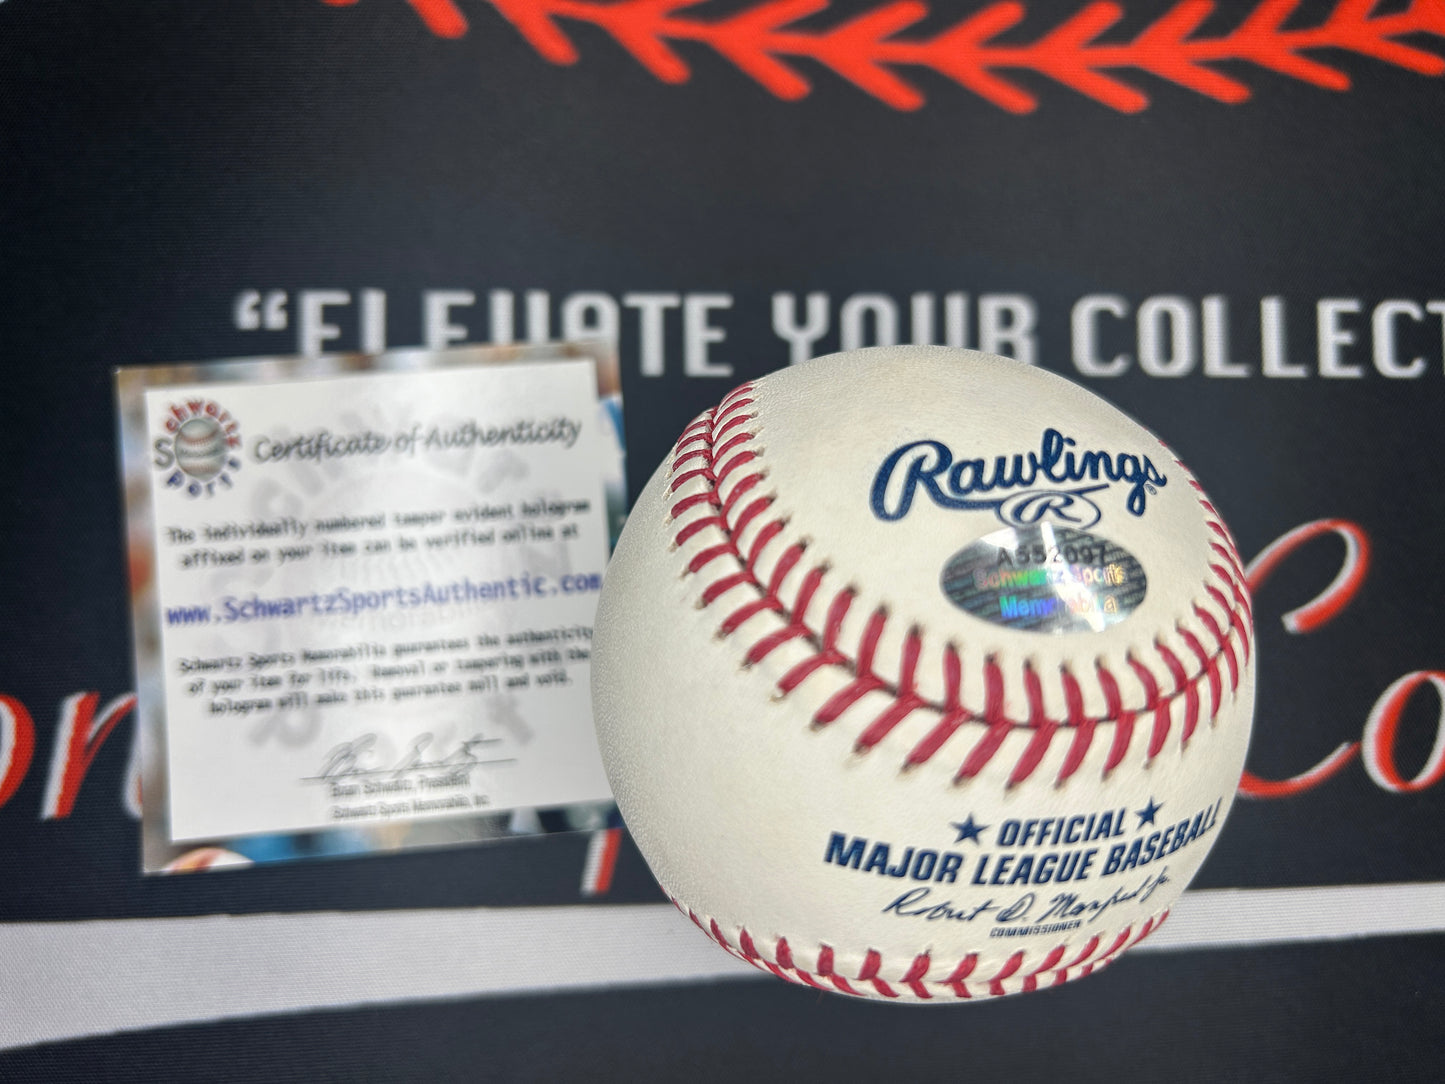 “ELEVATE YOUR COLLECT
Schwartz
Sports
Certificate of Authenticity
The individually numbered tamper evident hologram
affixed on your item can be verified online at
www.SchwartzSportsAuthentic.com
Schwartz Sports Memorabilia guarantees the authenticity
of your item for life. Removal or tampering with the
hologram will make this guarantee null and void.
Brian Schwartz, President
Schwartz Sports Memorabilia, Inc.
Rawlings
R
A552097
Schwartz Sports
Memorabilia
★ OFFICIAL ★
MAJOR LEAGUE BASEBALL
Robert D. Manfred Jr.
COMMISSIONER